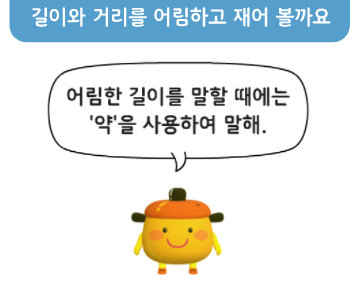 길이와 거리를 어림하고 재어 볼까요
어림한 길이를 말할 때에는
'약'을 사용하여 말해.